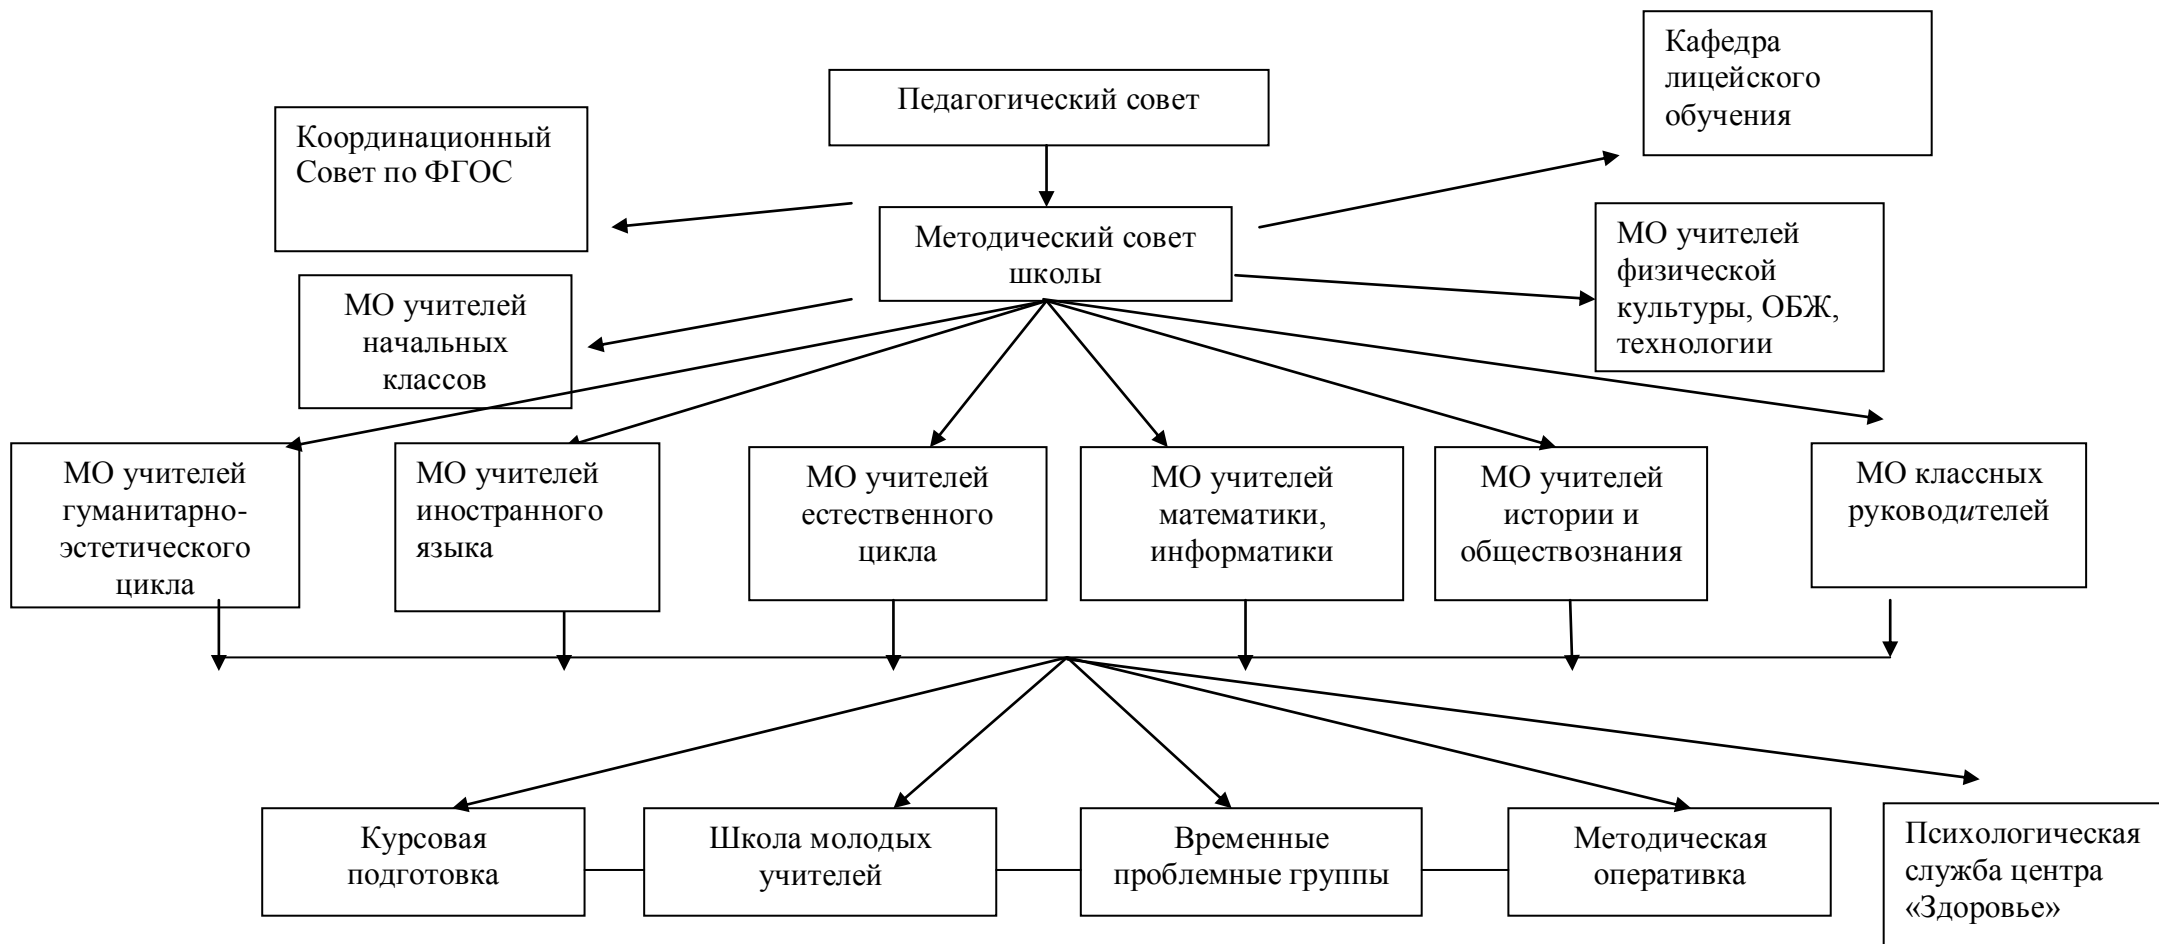 Кафедра
лицейского
обучения
Педагогический совет
Координационный
Совет по ФГОС
Методический совет
школы
МО учителей
физической
культуры, ОБЖ,
технологии
МО учителей
начальных
классов
МО учителей
гуманитарно-
эстетического
цикла
МО учителей
иностранного
языка
МО учителей
естественного
цикла
МО учителей
математики,
информатики
МО учителей
истории и
обществознания
МО классных
руководителей
Курсовая
подготовка
Школа молодых
учителей
Временные
проблемные группы
Методическая
оперативка
Психологическая
служба центра
«Здоровье»